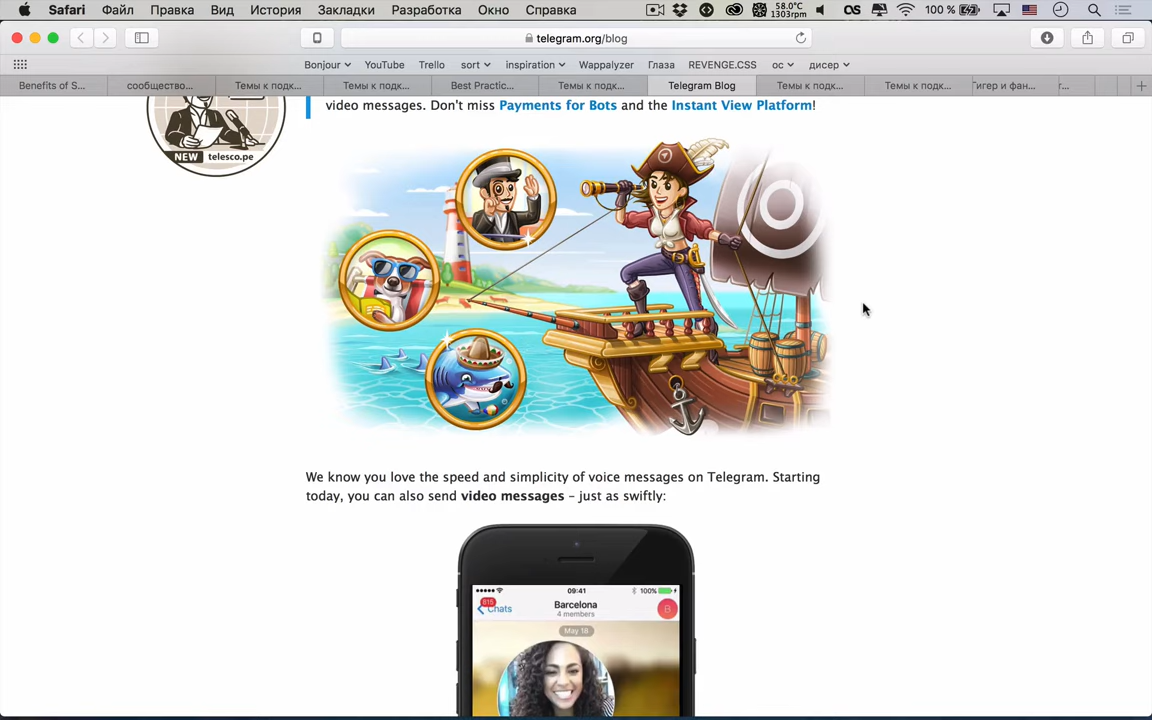 Safari Файл Правка Вид История Закладки Разработка Окно Справка 58.0°C 1303rpm 100 %
telegram.org/blog
Bonjour YouTube Trello sort inspiration Wappalyzer Глаза REVENGE.CSS ос дисер
Benefits of S... сообщество... Темы к подк... Темы к подк... Best Practic... Темы к подк... Telegram Blog Темы к подк... Темы к подк... Гигер и фан... г...
video messages. Don't miss Payments for Bots and the Instant View Platform!
NEW telesco.pe
We know you love the speed and simplicity of voice messages on Telegram. Starting
today, you can also send video messages – just as swiftly:
09:41 100%
815
Chats Barcelona B
4 members
May 18